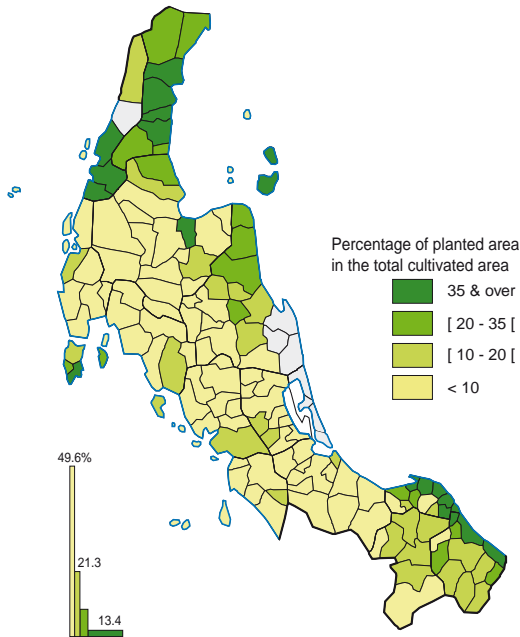 Percentage of planted area
in the total cultivated area
35 & over
[ 20 - 35 [
[ 10 - 20 [
< 10
49.6%
21.3
13.4